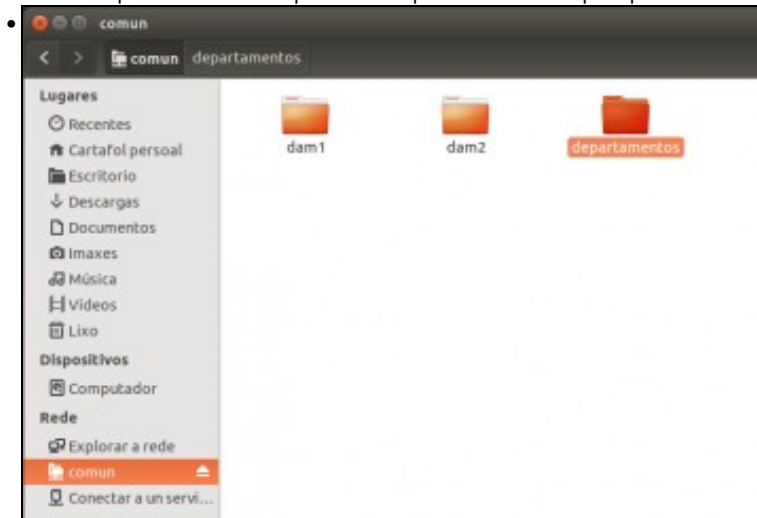 comun
comun departamentos
Lugares
Recentes
Cartafol persoal
Escritorio
Descargas
Documentos
Imaxes
Música
Vídeos
Lixo
Dispositivos
Computador
Rede
Explorar a rede
comun
Conectar a un servi...
dam1 dam2 departamentos